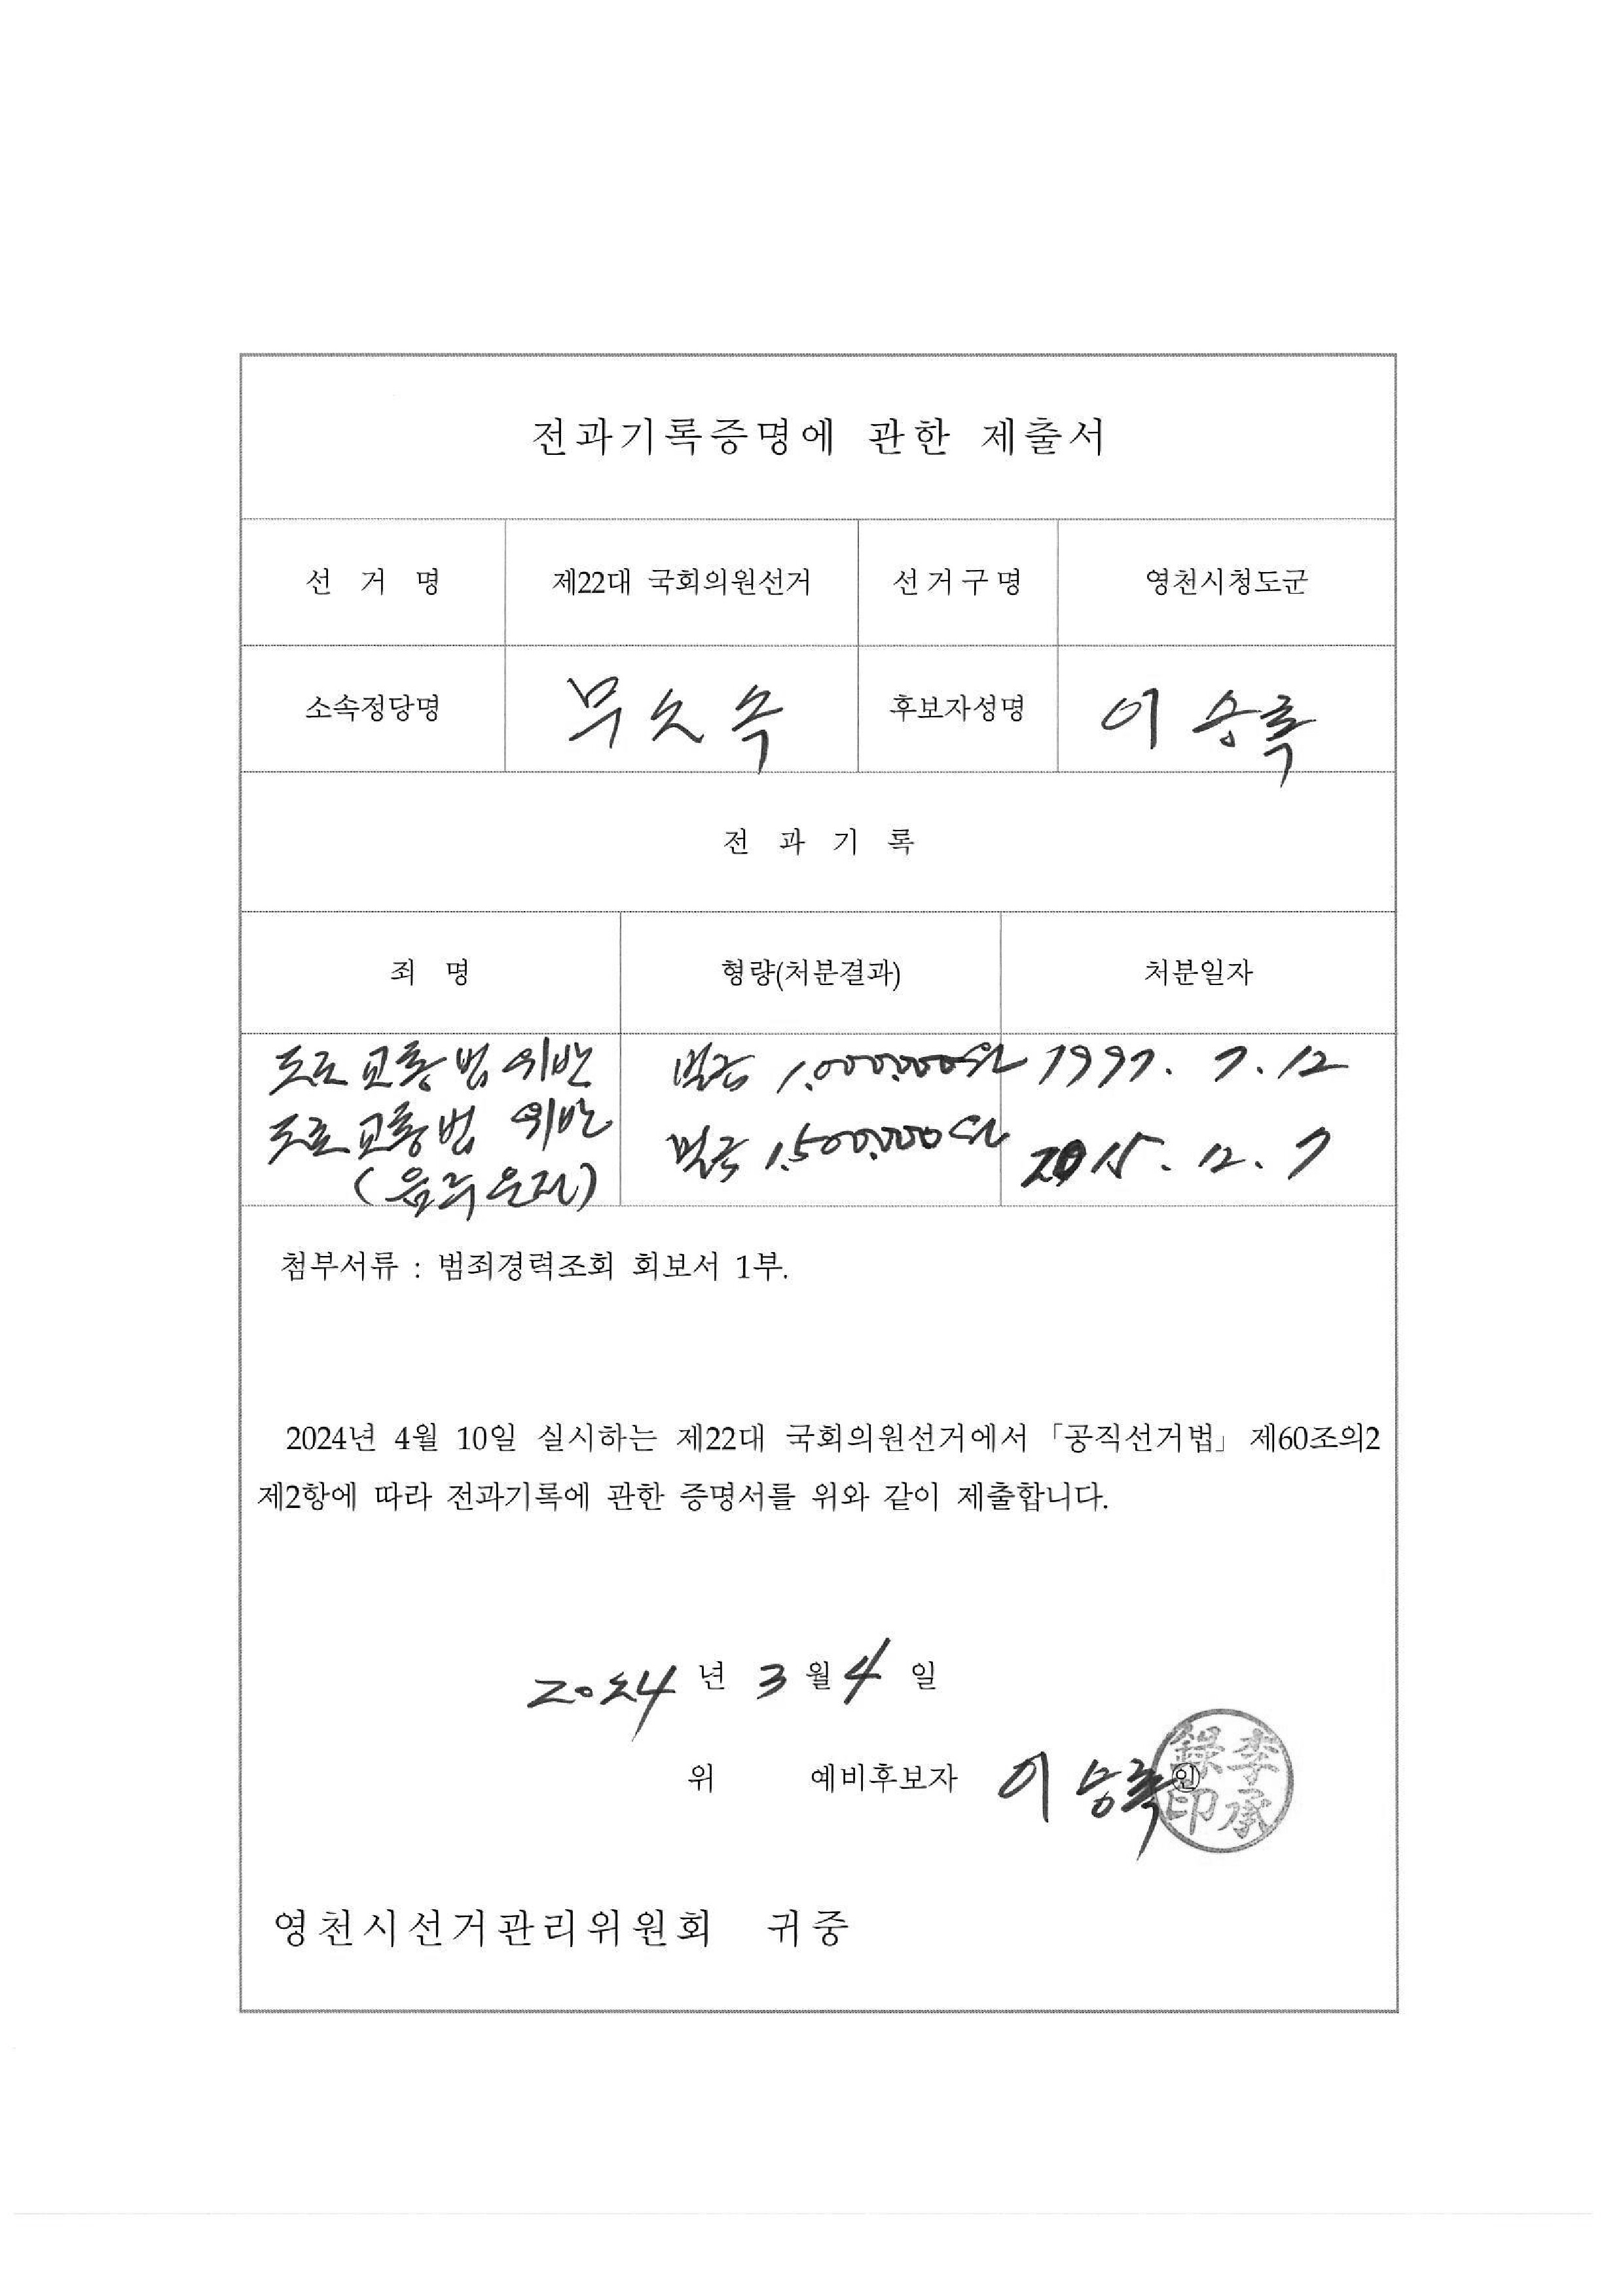 전과기록증명에 관한 제출서
선 거 명 제22대 국회의원선거 선거구명 영천시청도군
소속정당명 무소속 후보자성명 이승록
전 과 기 록
죄 명 형량(처분결과) 처분일자
도로교통법위반 벌금 1,000,000원 1997. 7. 12
도로교통법 위반 벌금 1,500,000원 2015. 12. 7
(음주운전)
첨부서류 : 범죄경력조회 회보서 1부.
2024년 4월 10일 실시하는 제22대 국회의원선거에서 「공직선거법」 제60조의2
제2항에 따라 전과기록에 관한 증명서를 위와 같이 제출합니다.
2024 년 3 월 4 일
위 예비후보자 이승록 인
李承錄印
영천시선거관리위원회 귀중